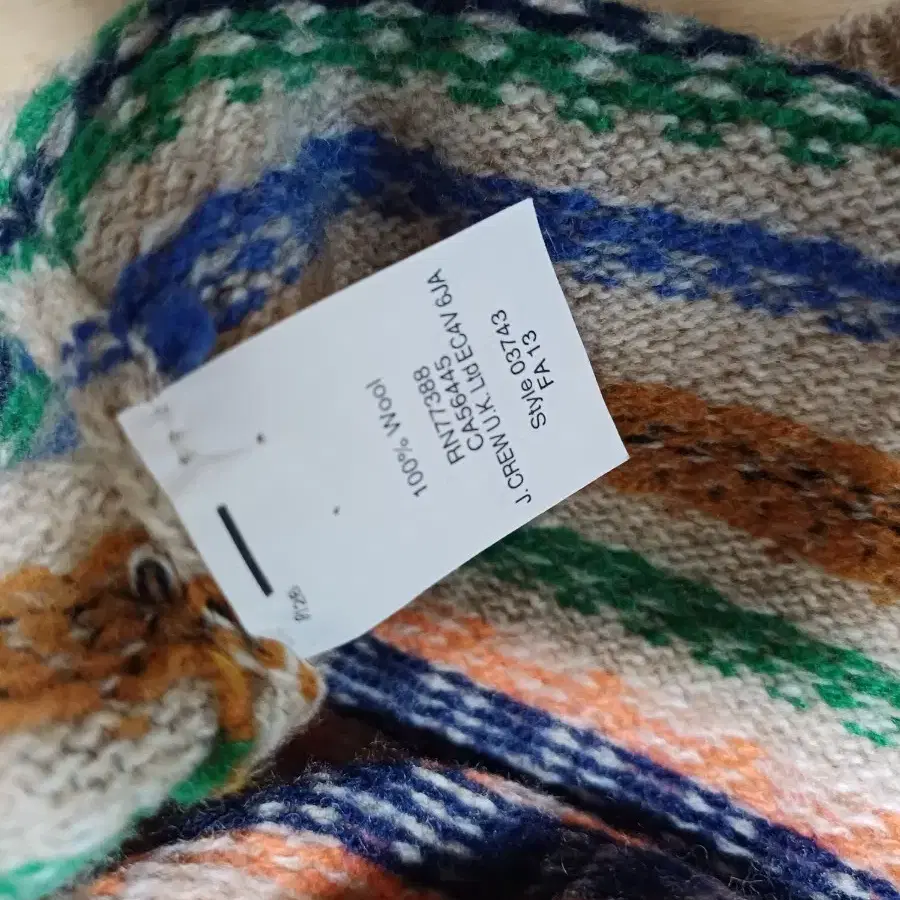 100% Wool
RN77388
CA56445
J.CREW U.K. Ltd EC4V 6JA
Style 03743
FA 13